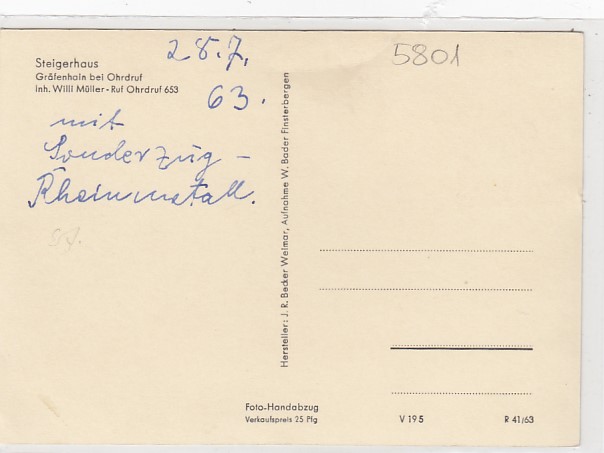 Steigerhaus
Gräfenhain bei Ohrdruf
Inh. Willi Müller - Ruf Ohrdruf 653
28.7.
63.
mit
Sonderzug -
Rheinmetall.
5801
Hersteller: J. R. Becker Weimar, Aufnahme W. Bader Finsterbergen
Foto-Handabzug
Verkaufspreis 25 Pfg
V 195
R 41/63